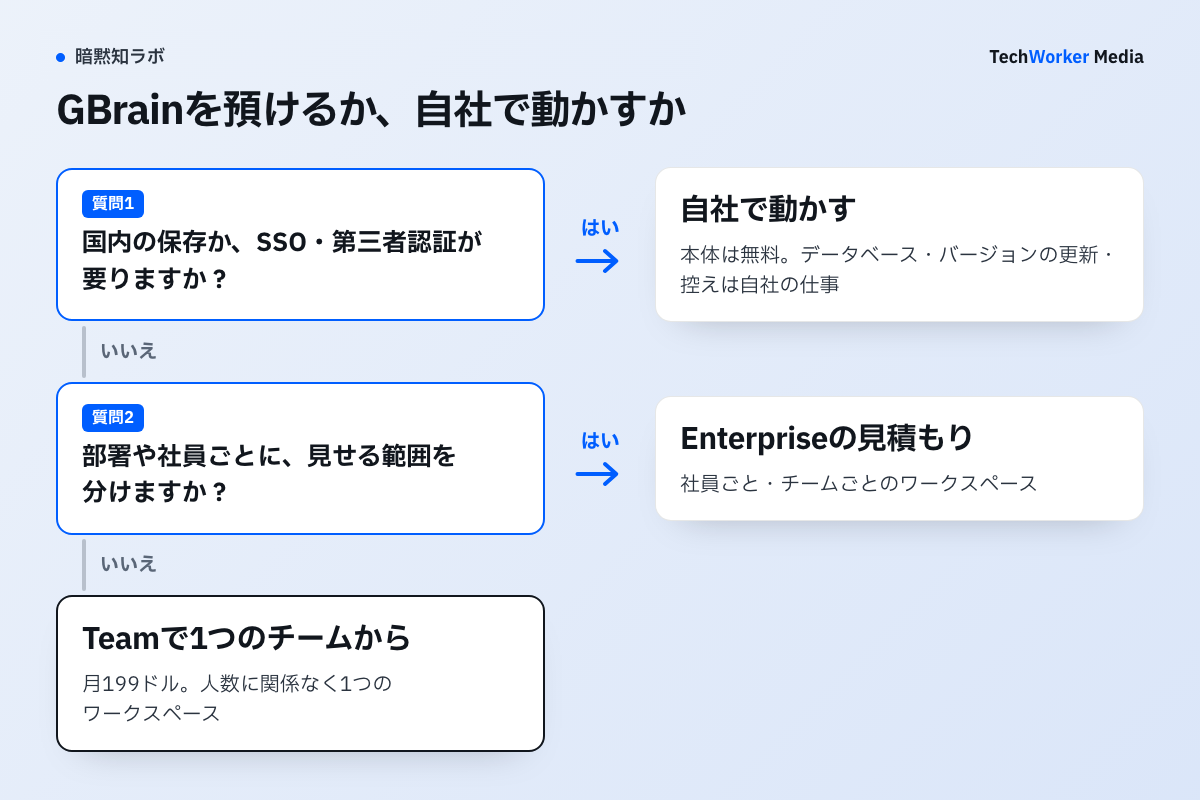 暗黙知ラボ
TechWorker Media
GBrainを預けるか、自社で動かすか
質問1
国内の保存か、SSO・第三者認証が
要りますか？
はい
自社で動かす
本体は無料。データベース・バージョンの更新・
控えは自社の仕事
いいえ
質問2
部署や社員ごとに、見せる範囲を
分けますか？
はい
Enterpriseの見積もり
社員ごと・チームごとのワークスペース
いいえ
Teamで1つのチームから
月199ドル。人数に関係なく1つの
ワークスペース